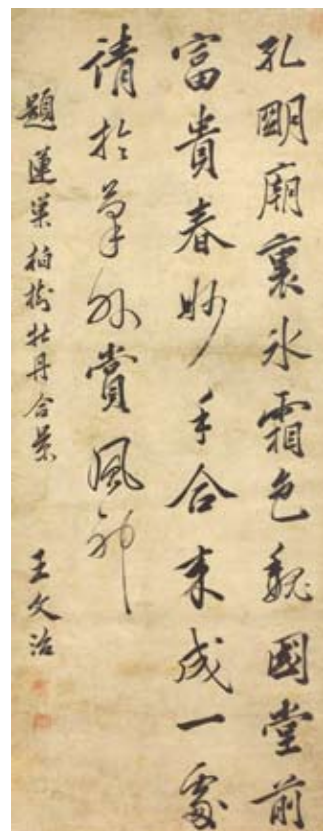 孔明廟裏氷霜色魏國堂前
富貴春妙手合来成一處
請於筆外賞風神
題蓮巢柏樹牡丹合景
王文治